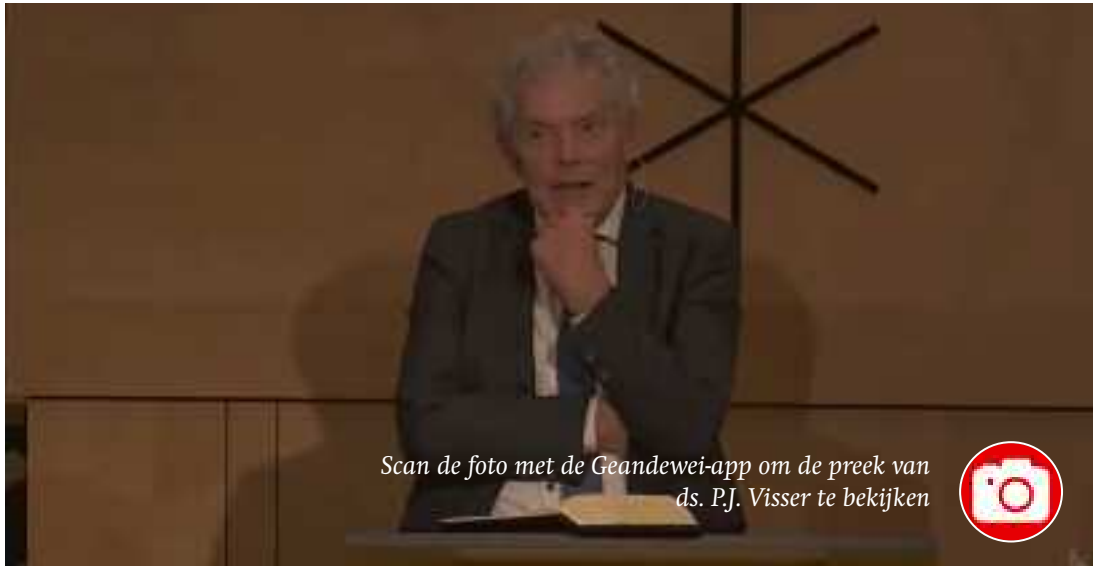 Scan de foto met de Geandewei-app om de preek van
ds. P.J. Visser te bekijken